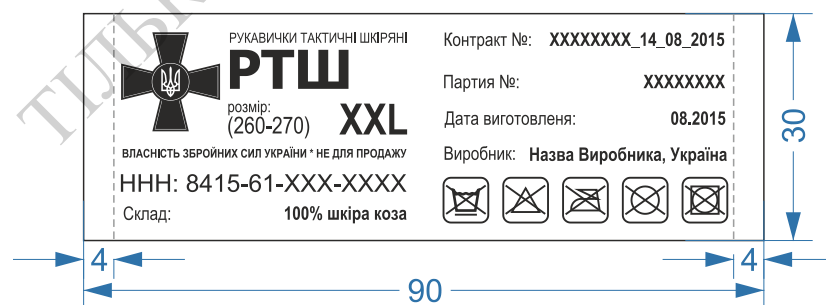 РУКАВИЧКИ ТАКТИЧНІ ШКІРЯНІ
РТШ
розмір:
(260-270) XXL
ВЛАСНІСТЬ ЗБРОЙНИХ СИЛ УКРАЇНИ * НЕ ДЛЯ ПРОДАЖУ
ННН: 8415-61-XXX-XXXX
Склад: 100% шкіра коза
Контракт №: XXXXXXXX_14_08_2015
Партия №: XXXXXXXX
Дата виготовленя: 08.2015
Виробник: Назва Виробника, Україна
30
4
4
90